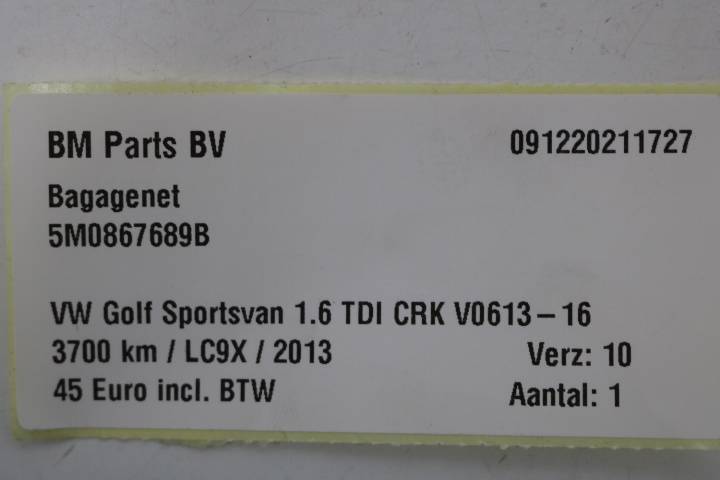 BM Parts BV 091220211727
Bagagenet
5M0867689B
VW Golf Sportsvan 1.6 TDI CRK V0613-16
3700 km / LC9X / 2013 Verz: 10
45 Euro incl. BTW Aantal: 1